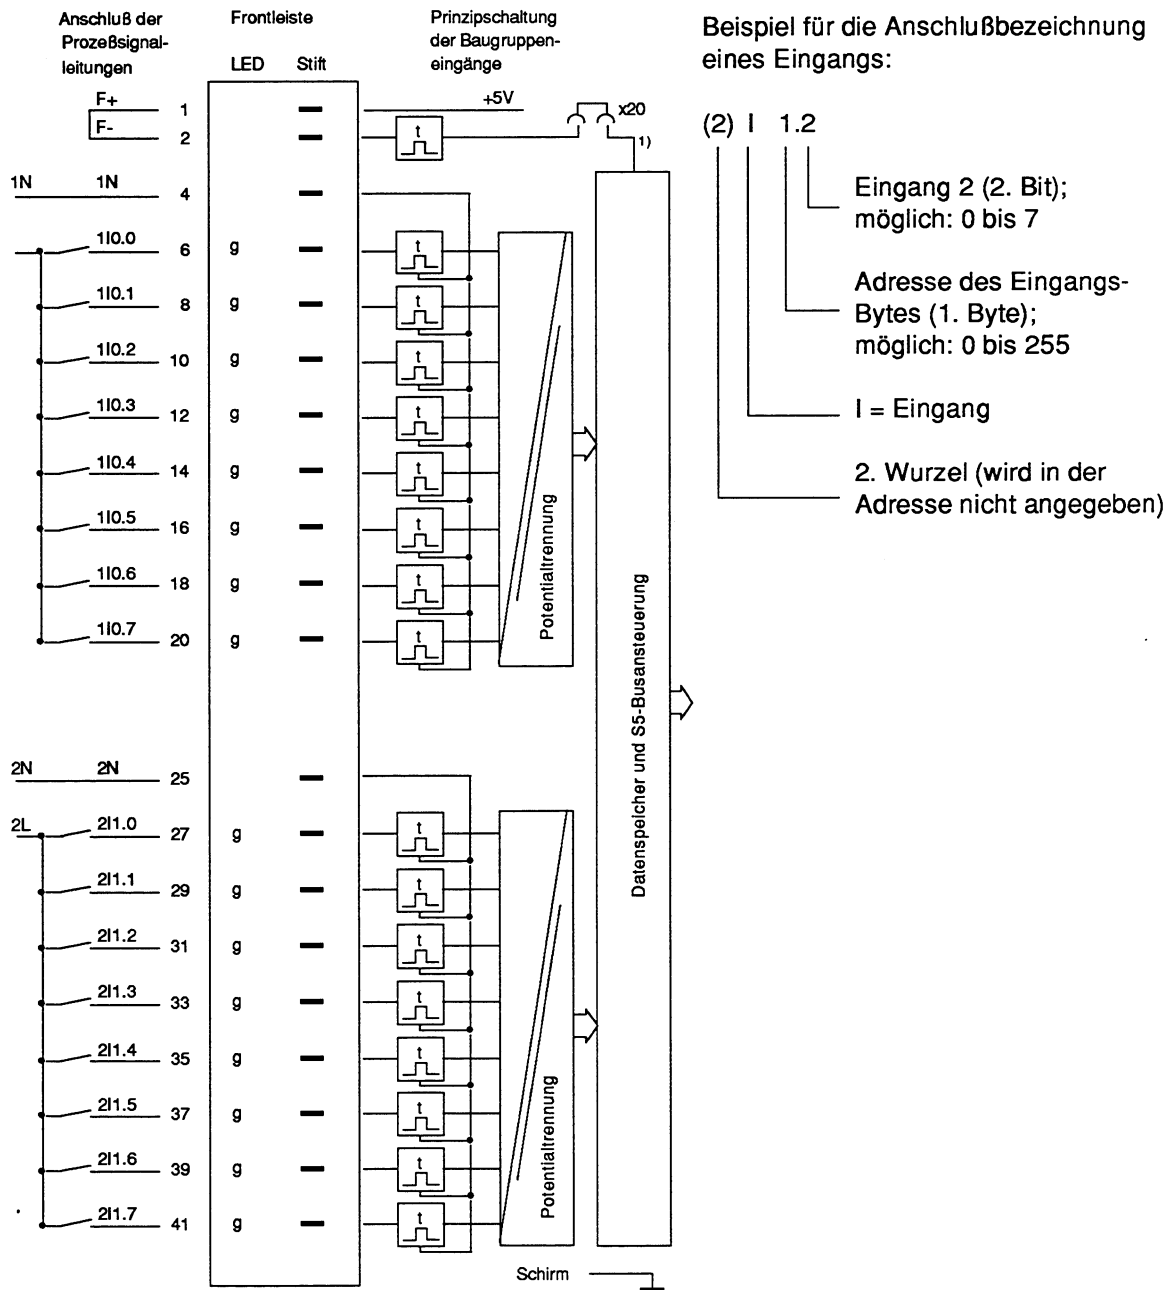 Anschluß der
Prozeßsignal-
leitungen
Frontleiste
LED Stift
Prinzipschaltung
der Baugruppen-
eingänge
F+ 1 +5V x20
F- 2 t 1)
1N 1N 4
1I0.0 6 g t
1I0.1 8 g t
1I0.2 10 g t
1I0.3 12 g t
1I0.4 14 g t
1I0.5 16 g t
1I0.6 18 g t
1I0.7 20 g t
Potentialtrennung
2N 2N 25
2L 2I1.0 27 g t
2I1.1 29 g t
2I1.2 31 g t
2I1.3 33 g t
2I1.4 35 g t
2I1.5 37 g t
2I1.6 39 g t
2I1.7 41 g t
Potentialtrennung
Datenspeicher und S5-Busansteuerung
Schirm
Beispiel für die Anschlußbezeichnung
eines Eingangs:
(2) I 1.2
Eingang 2 (2. Bit);
möglich: 0 bis 7
Adresse des Eingangs-
Bytes (1. Byte);
möglich: 0 bis 255
I = Eingang
2. Wurzel (wird in der
Adresse nicht angegeben)